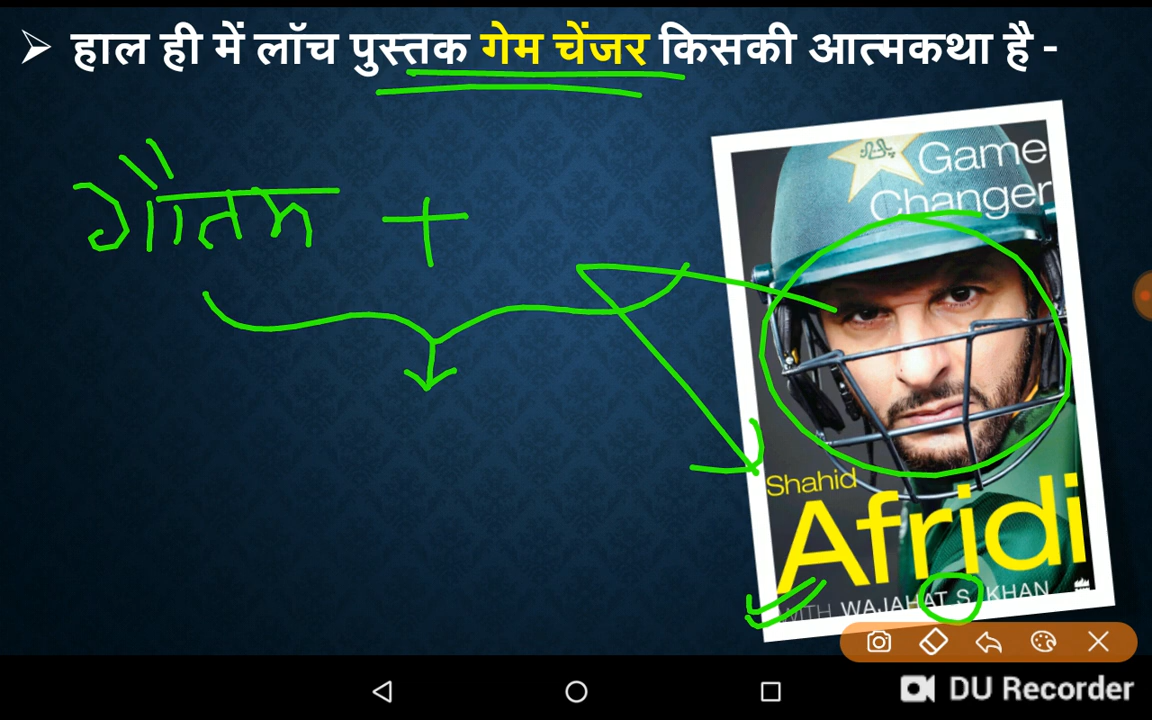 ➤ हाल ही में लॉच पुस्तक गेम चेंजर किसकी आत्मकथा है -
गौतम +
Game
Changer
Shahid
Afridi
WITH WAJAHAT S. KHAN
DU Recorder